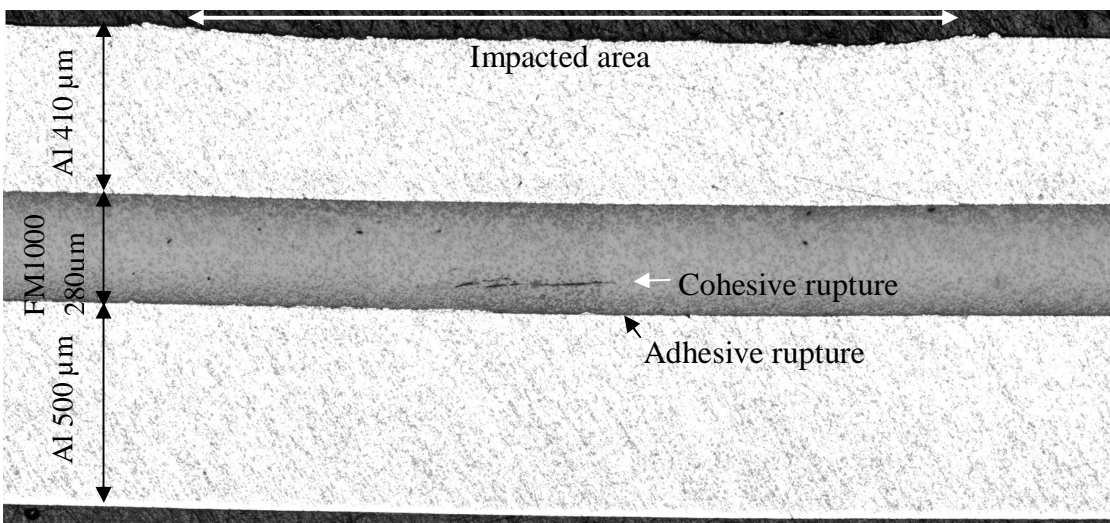 Impacted area
Al 410 µm
FM1000
280um
Cohesive rupture
Adhesive rupture
Al 500 µm